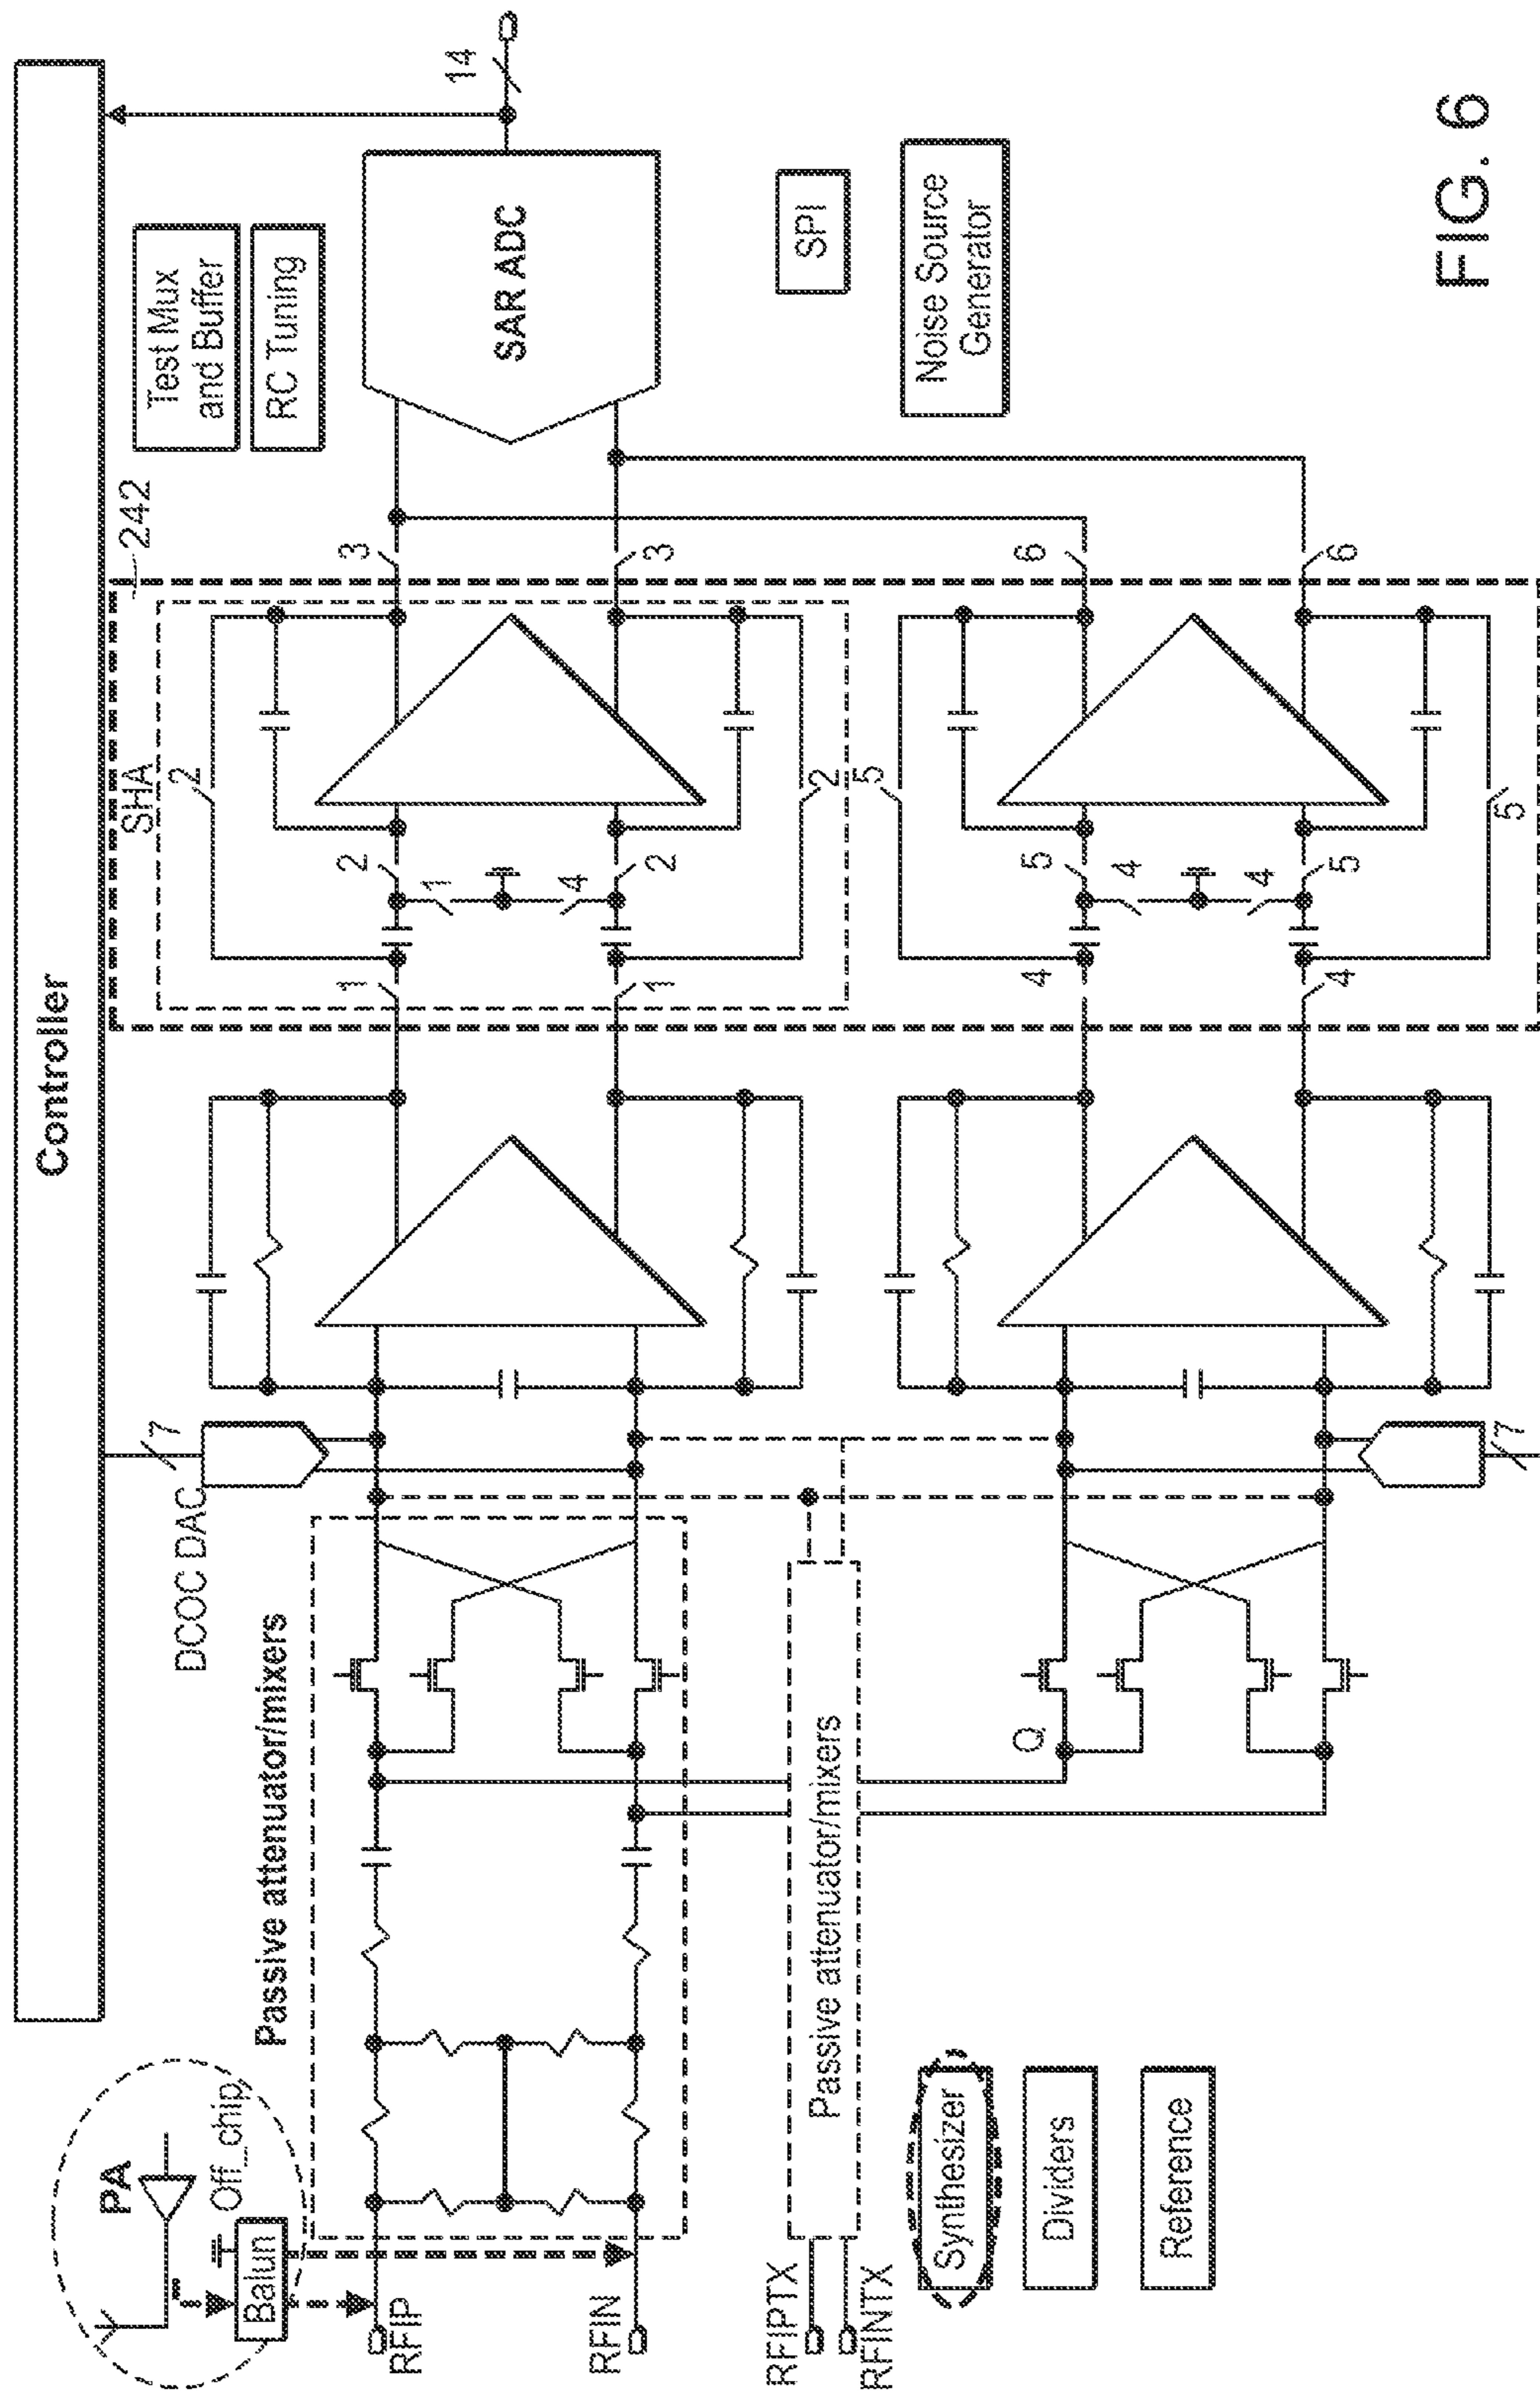 Controller
PA
Off_chip
Balun
RFIP
RFIN
Passive attenuator/mixers
DCOC DAC
7
SHA
242
1
1
1
4
2
2
2
2
3
3
Test Mux
and Buffer
RC Tuning
SAR ADC
14
RFIPTX
RFINTX
Passive attenuator/mixers
Q
7
4
4
4
4
5
5
5
5
6
6
SPI
Noise Source
Generator
Synthesizer
Dividers
Reference
FIG. 6